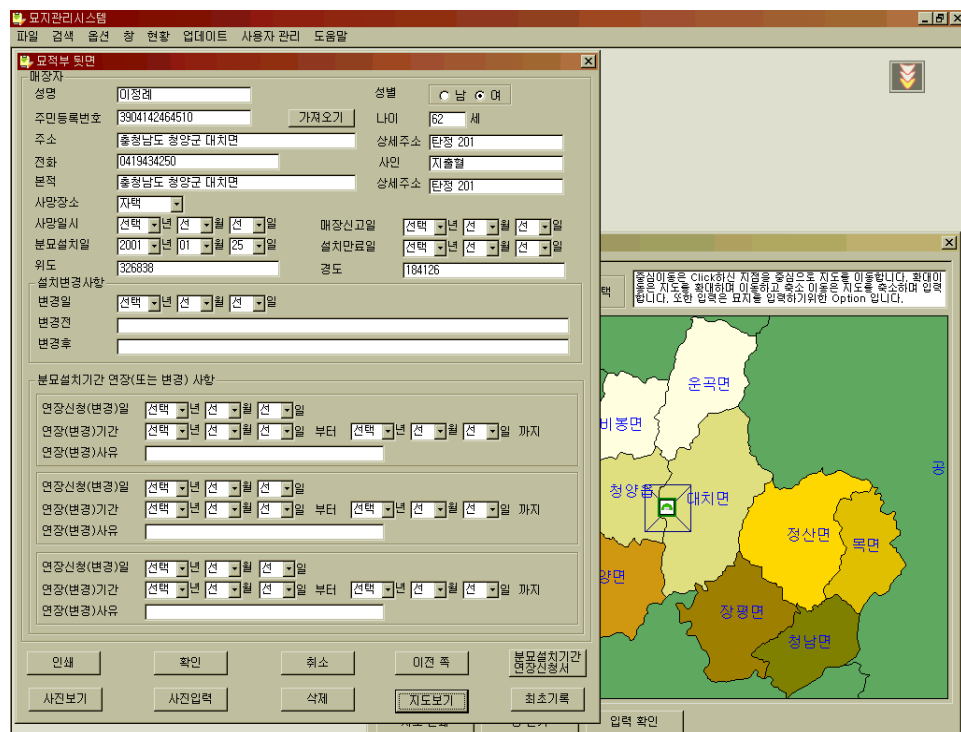 묘지관리시스템
파일 검색 옵션 창 현황 업데이트 사용자 관리 도움말
묘적부 뒷면
매장자
성명 이정례 성별 남 여
주민등록번호 3904142464510 가져오기 나이 62 세
주소 충청남도 청양군 대치면 상세주소 탄정 201
전화 0419434250 사인 지출혈
본적 충청남도 청양군 대치면 상세주소 탄정 201
사망장소 자택
사망일시 선택 년 선 월 선 일 매장신고일 선택 년 선 월 선 일
분묘설치일 2001 년 01 월 25 일 설치만료일 선택 년 선 월 선 일
위도 326838 경도 184126
설치변경사항
변경일 선택 년 선 월 선 일
변경전
변경후
분묘설치기간 연장(또는 변경) 사항
연장신청(변경)일 선택 년 선 월 선 일
연장(변경)기간 선택 년 선 월 선 일 부터 선택 년 선 월 선 일 까지
연장(변경)사유
연장신청(변경)일 선택 년 선 월 선 일
연장(변경)기간 선택 년 선 월 선 일 부터 선택 년 선 월 선 일 까지
연장(변경)사유
연장신청(변경)일 선택 년 선 월 선 일
연장(변경)기간 선택 년 선 월 선 일 부터 선택 년 선 월 선 일 까지
연장(변경)사유
인쇄 확인 취소 이전 쪽 분묘설치기간
연장신청서
사진보기 사진입력 삭제 지도보기 최초기록
택
중심이동은 Click하신 지점을 중심으로 지도를 이동합니다. 확대이
동은 지도를 확대하며 이동하고 축소 이동은 지도를 축소하며 입력
합니다. 또한 입력은 묘지를 입력하기위한 Option 입니다.
운곡면
비봉면
공
청양읍
대치면
정산면
목면
양면
장평면
청남면
입력 확인